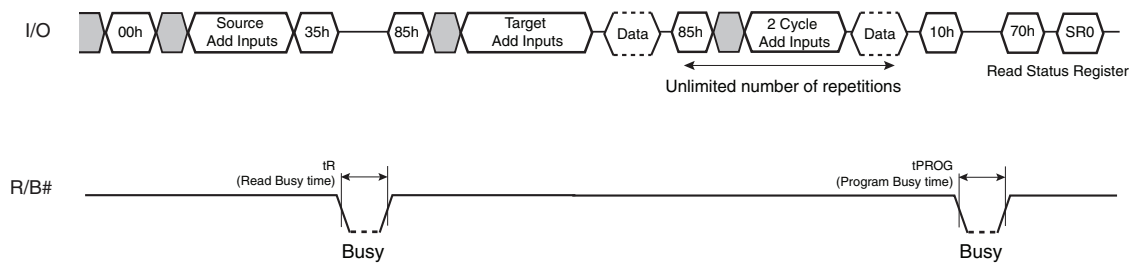 I/O
00h
Source
Add Inputs
35h
85h
Target
Add Inputs
Data
85h
2 Cycle
Add Inputs
Data
10h
70h
SR0
Unlimited number of repetitions
Read Status Register
R/B#
tR
(Read Busy time)
Busy
tPROG
(Program Busy time)
Busy